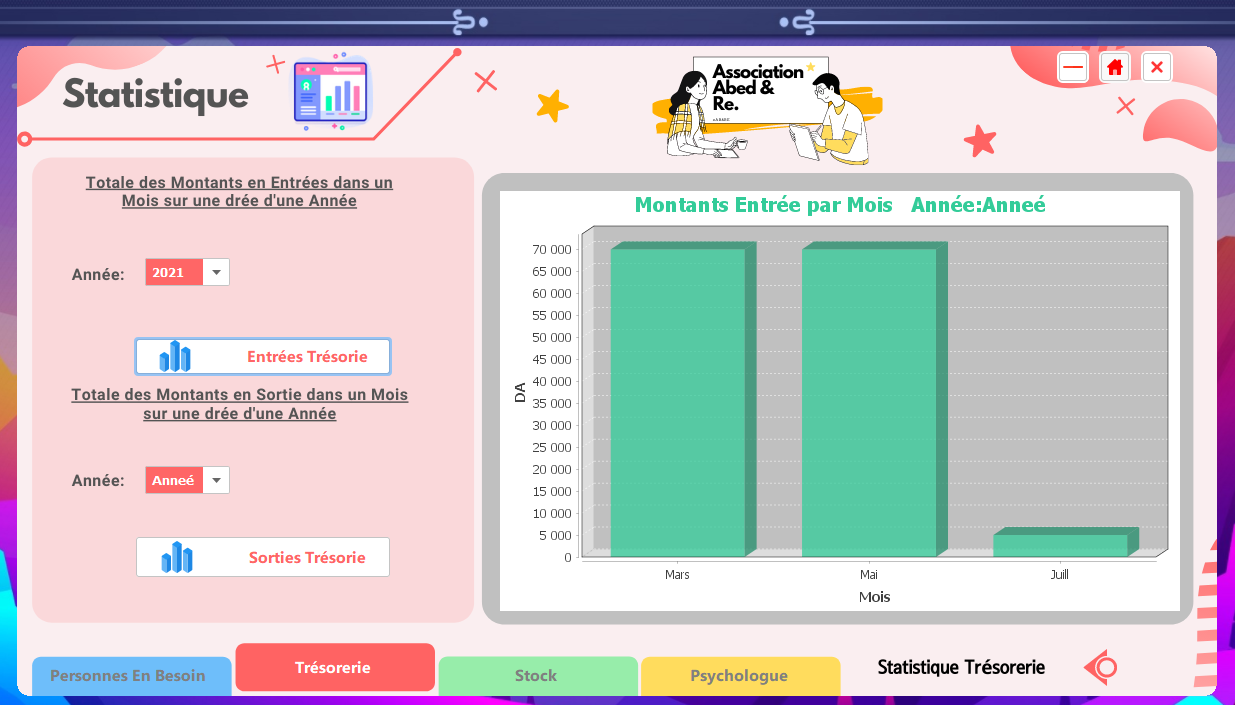 Statistique
Association
Abed &
Re.
Totale des Montants en Entrées dans un
Mois sur une drée d'une Année
Année:
2021
Entrées Trésorie
Totale des Montants en Sortie dans un Mois
sur une drée d'une Année
Année:
Anneé
Sorties Trésorie
Montants Entrée par Mois Année:Anneé
70 000
65 000
60 000
55 000
50 000
45 000
40 000
35 000
30 000
25 000
20 000
15 000
10 000
5 000
0
DA
Mars
Mai
Juill
Mois
Personnes En Besoin
Trésorerie
Stock
Psychologue
Statistique Trésorerie